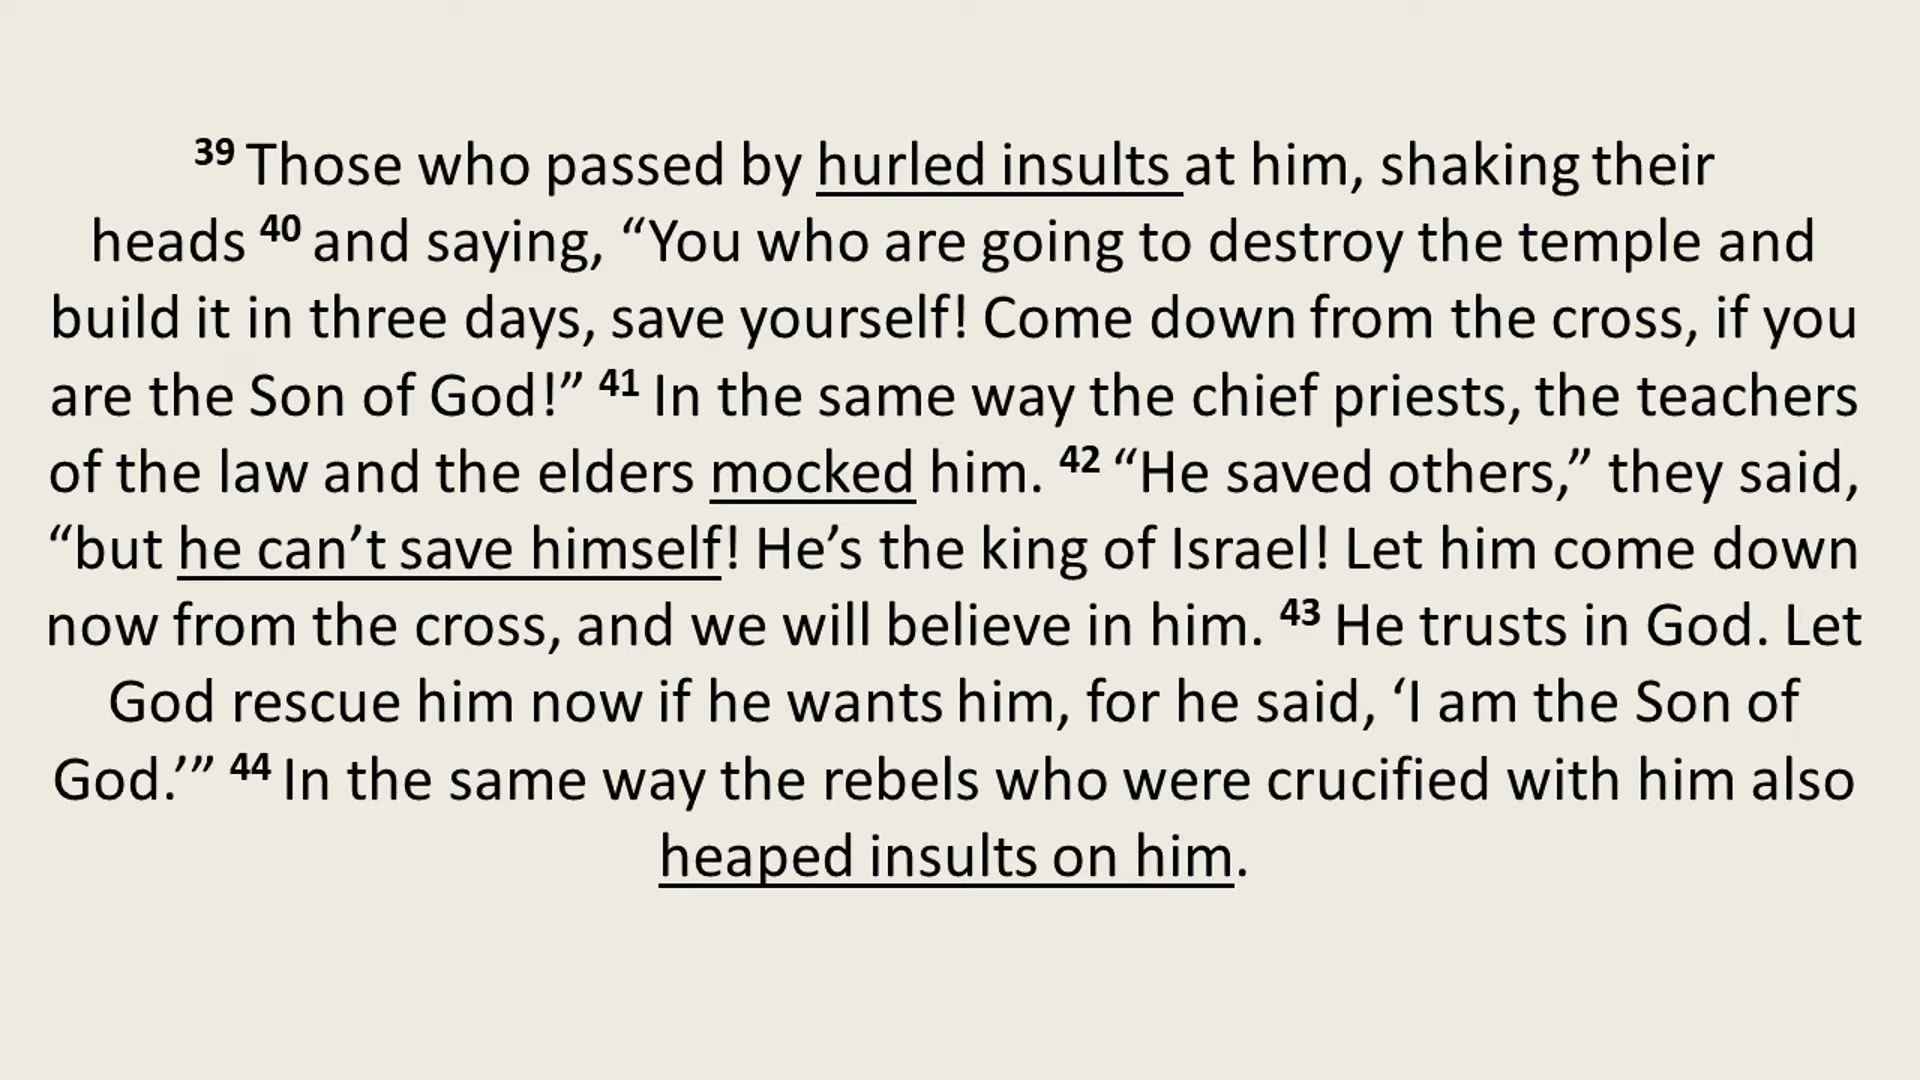 39 Those who passed by hurled insults at him, shaking their
heads 40 and saying, “You who are going to destroy the temple and
build it in three days, save yourself! Come down from the cross, if you
are the Son of God!” 41 In the same way the chief priests, the teachers
of the law and the elders mocked him. 42 “He saved others,” they said,
“but he can’t save himself! He’s the king of Israel! Let him come down
now from the cross, and we will believe in him. 43 He trusts in God. Let
God rescue him now if he wants him, for he said, ‘I am the Son of
God.’” 44 In the same way the rebels who were crucified with him also
heaped insults on him.